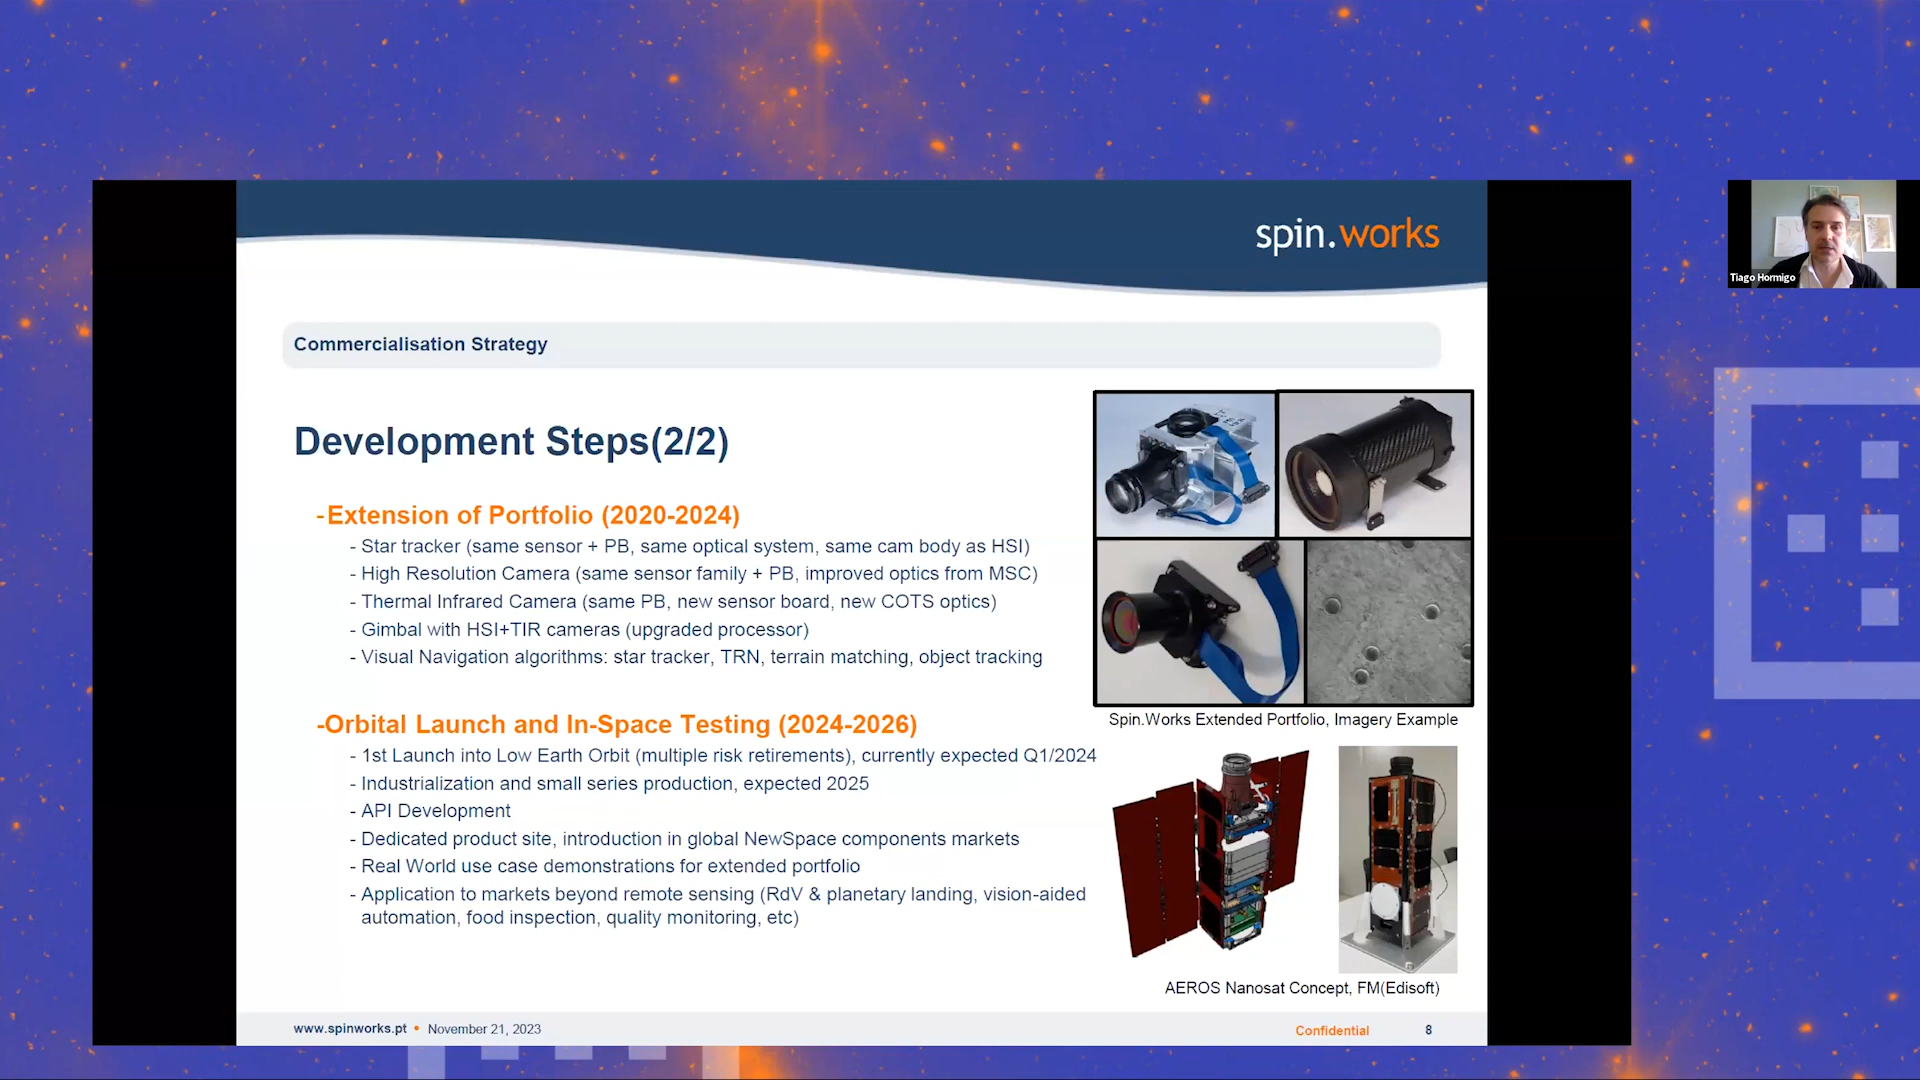 spin.works
Tiago Hormigo
Commercialisation Strategy
Development Steps(2/2)
-Extension of Portfolio (2020-2024)
- Star tracker (same sensor + PB, same optical system, same cam body as HSI)
- High Resolution Camera (same sensor family + PB, improved optics from MSC)
- Thermal Infrared Camera (same PB, new sensor board, new COTS optics)
- Gimbal with HSI+TIR cameras (upgraded processor)
- Visual Navigation algorithms: star tracker, TRN, terrain matching, object tracking
Spin.Works Extended Portfolio, Imagery Example
-Orbital Launch and In-Space Testing (2024-2026)
- 1st Launch into Low Earth Orbit (multiple risk retirements), currently expected Q1/2024
- Industrialization and small series production, expected 2025
- API Development
- Dedicated product site, introduction in global NewSpace components markets
- Real World use case demonstrations for extended portfolio
- Application to markets beyond remote sensing (RdV & planetary landing, vision-aided
automation, food inspection, quality monitoring, etc)
AEROS Nanosat Concept, FM(Edisoft)
www.spinworks.pt • November 21, 2023
Confidential
8